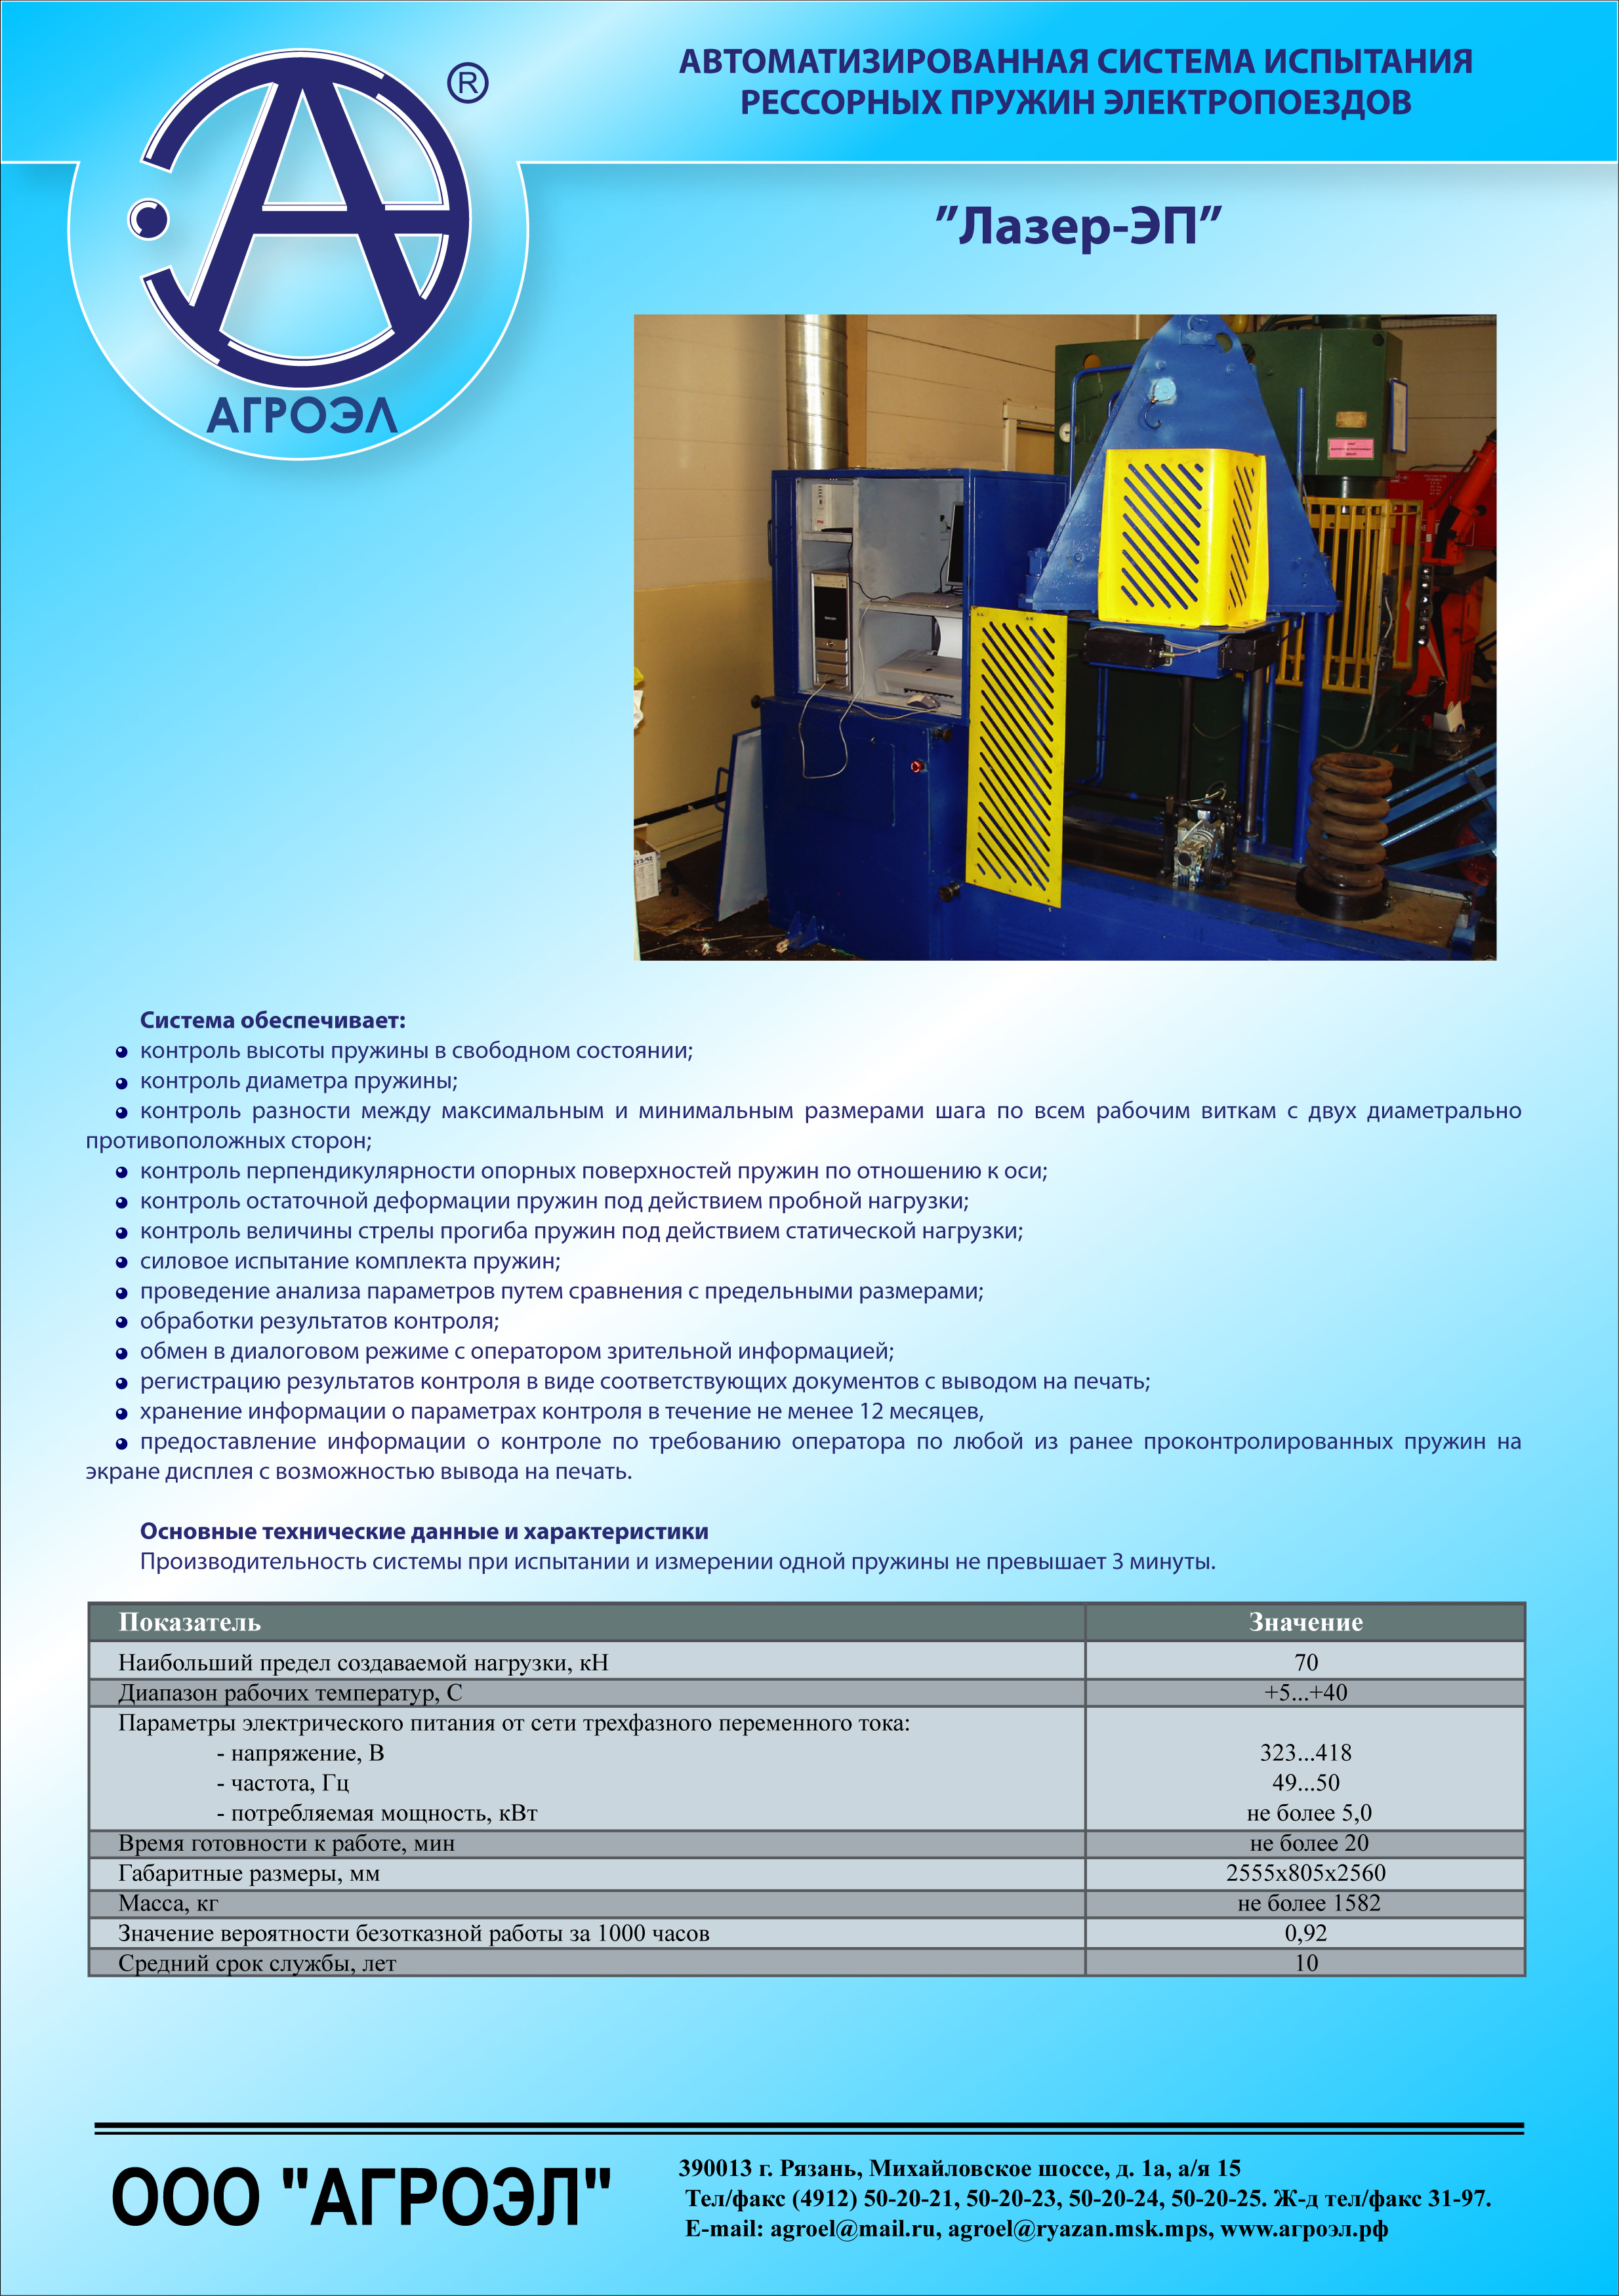 АВТОМАТИЗИРОВАННАЯ СИСТЕМА ИСПЫТАНИЯ
РЕССОРНЫХ ПРУЖИН ЭЛЕКТРОПОЕЗДОВ
®
АГРОЭЛ
"Лазер-ЭП"
Система обеспечивает:
контроль высоты пружины в свободном состоянии;
контроль диаметра пружины;
контроль разности между максимальным и минимальным размерами шага по всем рабочим виткам с двух диаметрально
противоположных сторон;
контроль перпендикулярности опорных поверхностей пружин по отношению к оси;
контроль остаточной деформации пружин под действием пробной нагрузки;
контроль величины стрелы прогиба пружин под действием статической нагрузки;
силовое испытание комплекта пружин;
проведение анализа параметров путем сравнения с предельными размерами;
обработки результатов контроля;
обмен в диалоговом режиме с оператором зрительной информацией;
регистрацию результатов контроля в виде соответствующих документов с выводом на печать;
хранение информации о параметрах контроля в течение не менее 12 месяцев,
предоставление информации о контроле по требованию оператора по любой из ранее проконтролированных пружин на
экране дисплея с возможностью вывода на печать.
Основные технические данные и характеристики
Производительность системы при испытании и измерении одной пружины не превышает 3 минуты.
Показатель Значение
Наибольший предел создаваемой нагрузки, кН 70
Диапазон рабочих температур, С +5...+40
Параметры электрического питания от сети трехфазного переменного тока:
- напряжение, В 323...418
- частота, Гц 49...50
- потребляемая мощность, кВт не более 5,0
Время готовности к работе, мин не более 20
Габаритные размеры, мм 2555х805х2560
Масса, кг не более 1582
Значение вероятности безотказной работы за 1000 часов 0,92
Средний срок службы, лет 10
ООО "АГРОЭЛ"
390013 г. Рязань, Михайловское шоссе, д. 1а, а/я 15
Тел/факс (4912) 50-20-21, 50-20-23, 50-20-24, 50-20-25. Ж-д тел/факс 31-97.
E-mail: agroel@mail.ru, agroel@ryazan.msk.mps, www.агроэл.рф